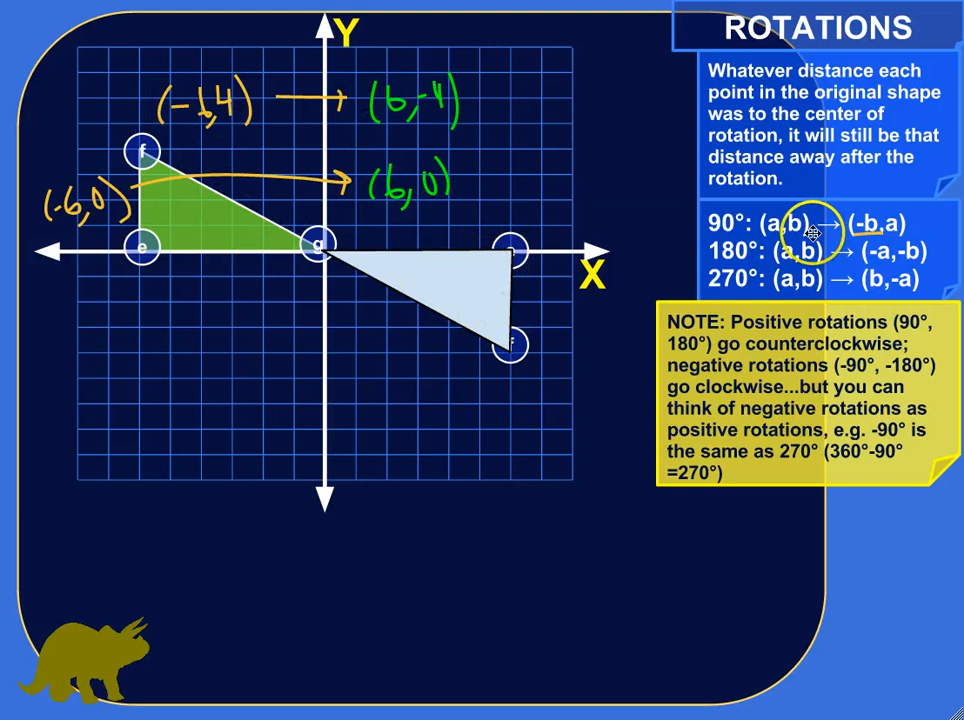 ROTATIONS
Whatever distance each
point in the original shape
was to the center of
rotation, it will still be that
distance away after the
rotation.
90°: (a,b) → (-b,a)
180°: (a,b) → (-a,-b)
270°: (a,b) → (b,-a)
NOTE: Positive rotations (90°,
180°) go counterclockwise;
negative rotations (-90°, -180°)
go clockwise...but you can
think of negative rotations as
positive rotations, e.g. -90° is
the same as 270° (360°-90°
=270°)
Y
(-6,4) → (6,-4)
(-6,0) → (6,0)
f
e
g
X
f